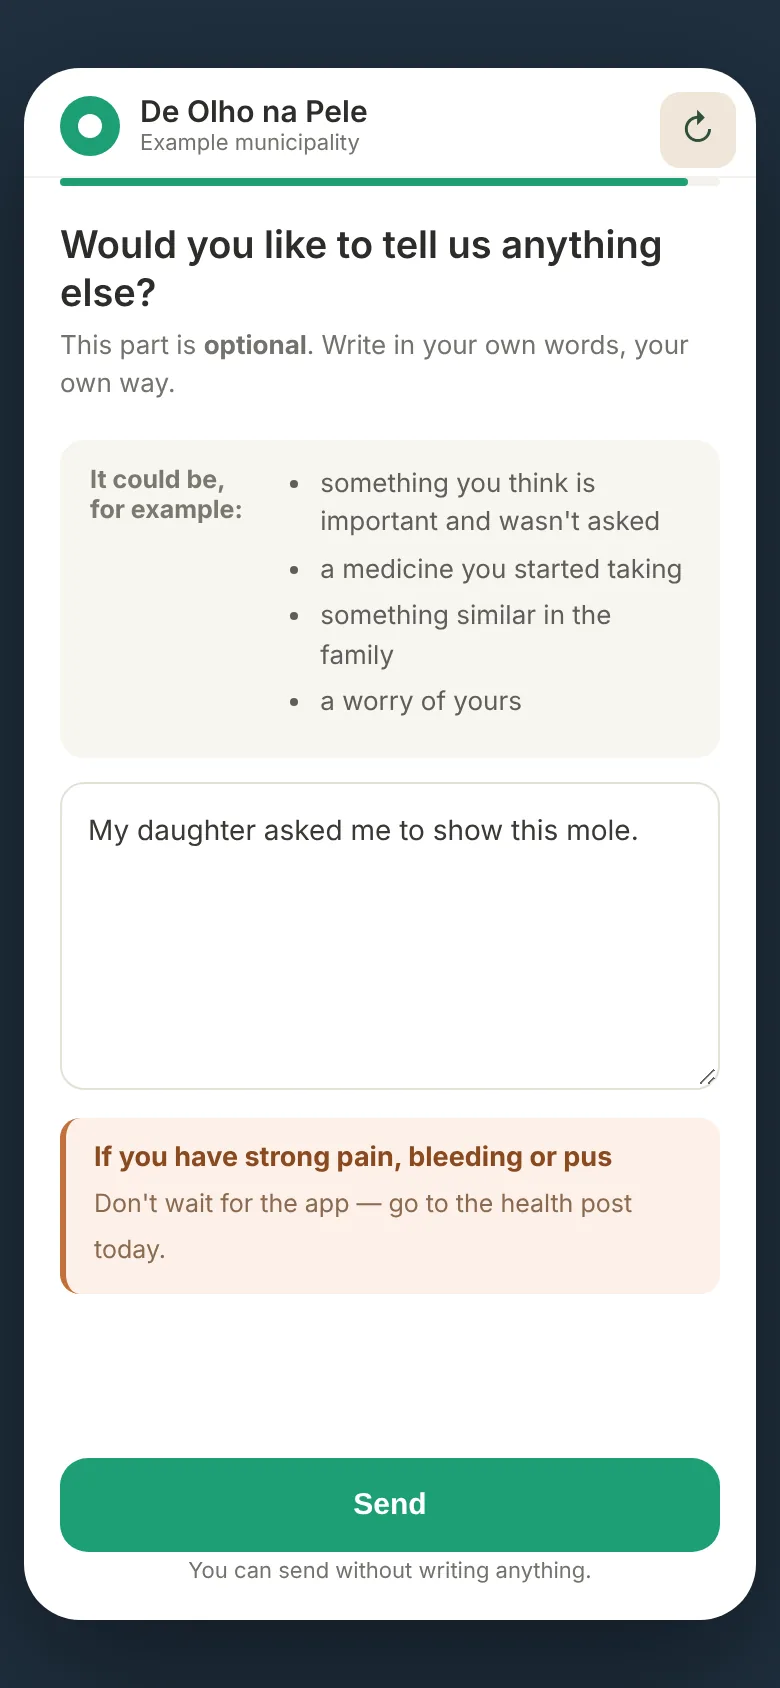 De Olho na Pele
Example municipality
Would you like to tell us anything
else?
This part is optional. Write in your own words, your
own way.
It could be,
for example:
• something you think is
important and wasn't asked
• a medicine you started taking
• something similar in the
family
• a worry of yours
My daughter asked me to show this mole.
If you have strong pain, bleeding or pus
Don't wait for the app — go to the health post
today.
Send
You can send without writing anything.